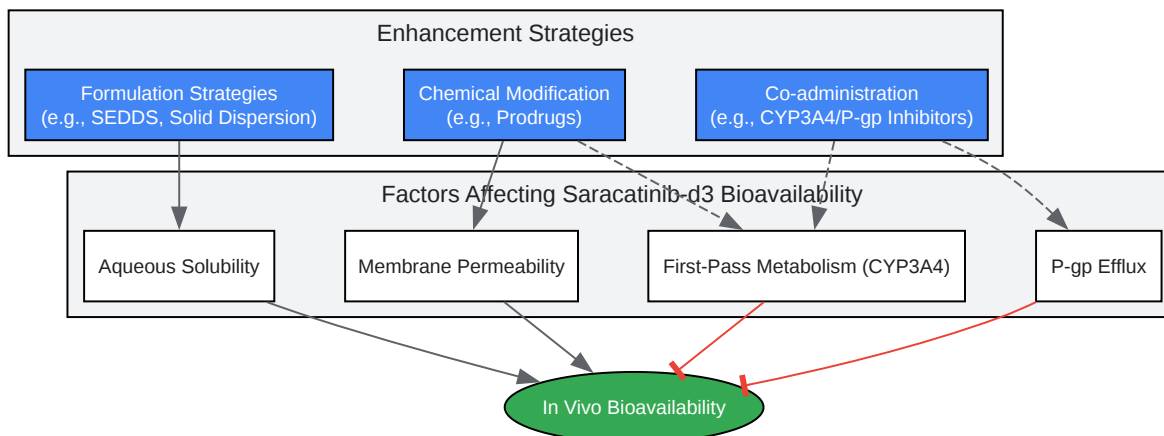 Enhancement Strategies
Formulation Strategies
(e.g., SEDDS, Solid Dispersion)
Chemical Modification
(e.g., Prodrugs)
Co-administration
(e.g., CYP3A4/P-gp Inhibitors)
Factors Affecting Saracatinib-d3 Bioavailability
Aqueous Solubility
Membrane Permeability
First-Pass Metabolism (CYP3A4)
P-gp Efflux
In Vivo Bioavailability